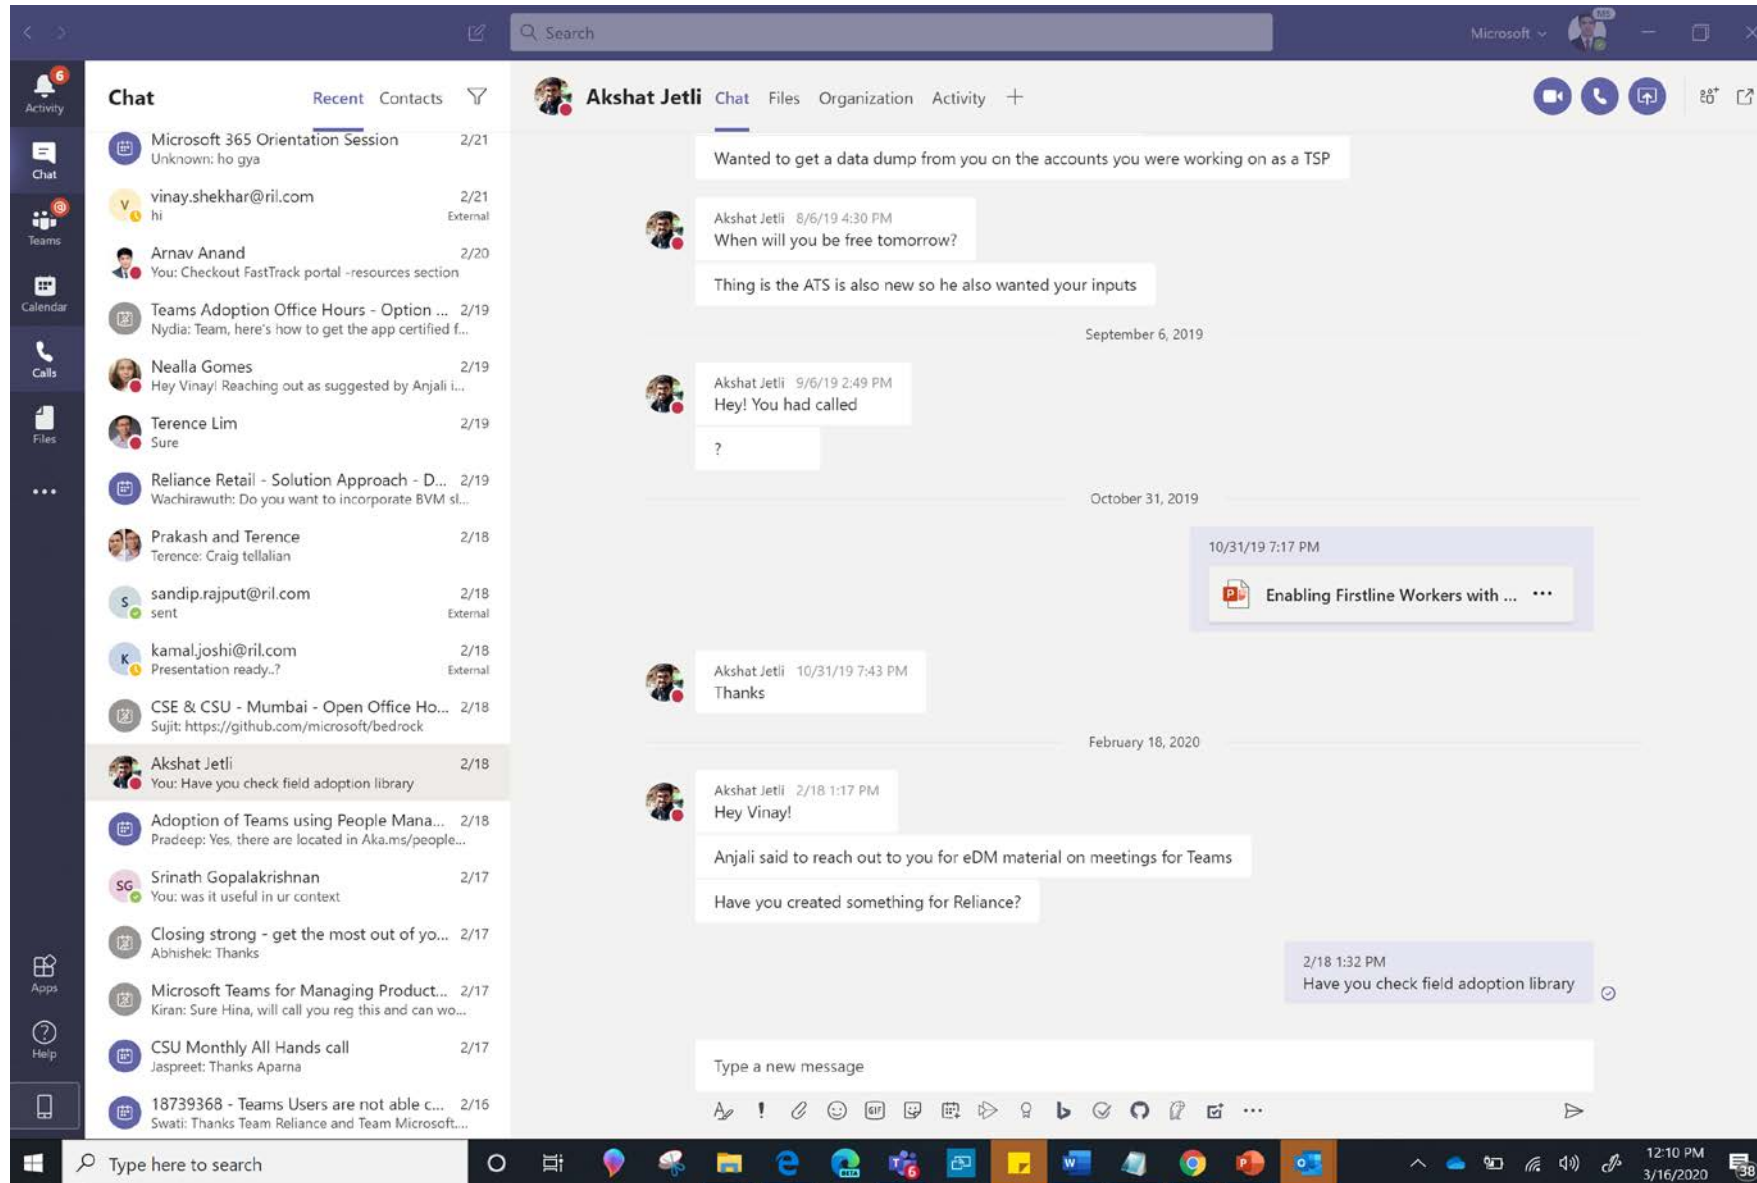 Search
Microsoft
MS
6
Activity
Chat
@
Teams
Calendar
Calls
Files
Apps
Help
Chat
Recent
Contacts
Microsoft 365 Orientation Session 2/21
Unknown: ho gya
V
vinay.shekhar@ril.com 2/21
hi External
Arnav Anand 2/20
You: Checkout FastTrack portal -resources section
Teams Adoption Office Hours - Option ... 2/19
Nydia: Team, here's how to get the app certified f...
Nealla Gomes 2/19
Hey Vinay! Reaching out as suggested by Anjali i...
Terence Lim 2/19
Sure
Reliance Retail - Solution Approach - D... 2/19
Wachirawuth: Do you want to incorporate BVM sl...
Prakash and Terence 2/18
Terence: Craig tellalian
S
sandip.rajput@ril.com 2/18
sent External
K
kamal.joshi@ril.com 2/18
Presentation ready..? External
CSE & CSU - Mumbai - Open Office Ho... 2/18
Sujit: https://github.com/microsoft/bedrock
Akshat Jetli 2/18
You: Have you check field adoption library
Adoption of Teams using People Mana... 2/18
Pradeep: Yes, there are located in Aka.ms/people...
SG
Srinath Gopalakrishnan 2/17
You: was it useful in ur context
Closing strong - get the most out of yo... 2/17
Abhishek: Thanks
Microsoft Teams for Managing Product... 2/17
Kiran: Sure Hina, will call you reg this and can wo...
CSU Monthly All Hands call 2/17
Jaspreet: Thanks Aparna
18739368 - Teams Users are not able c... 2/16
Swati: Thanks Team Reliance and Team Microsoft....
Akshat Jetli Chat Files Organization Activity +
Wanted to get a data dump from you on the accounts you were working on as a TSP
Akshat Jetli 8/6/19 4:30 PM
When will you be free tomorrow?
Thing is the ATS is also new so he also wanted your inputs
September 6, 2019
Akshat Jetli 9/6/19 2:49 PM
Hey! You had called
?
October 31, 2019
10/31/19 7:17 PM
Enabling Firstline Workers with ...
Akshat Jetli 10/31/19 7:43 PM
Thanks
February 18, 2020
Akshat Jetli 2/18 1:17 PM
Hey Vinay!
Anjali said to reach out to you for eDM material on meetings for Teams
Have you created something for Reliance?
2/18 1:32 PM
Have you check field adoption library
Type a new message
GIF
Type here to search
BETA
6
12:10 PM
3/16/2020
38